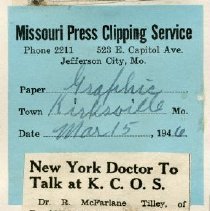 Missouri Press Clipping Service
Phone 2211 523 E. Capitol Ave.
Jefferson City, Mo.
Paper Graphic
Town Kirksville Mo.
Date Mar 15, 1946
New York Doctor To
Talk at K. C. O. S.
Dr. R. McFarlane Tilley, of